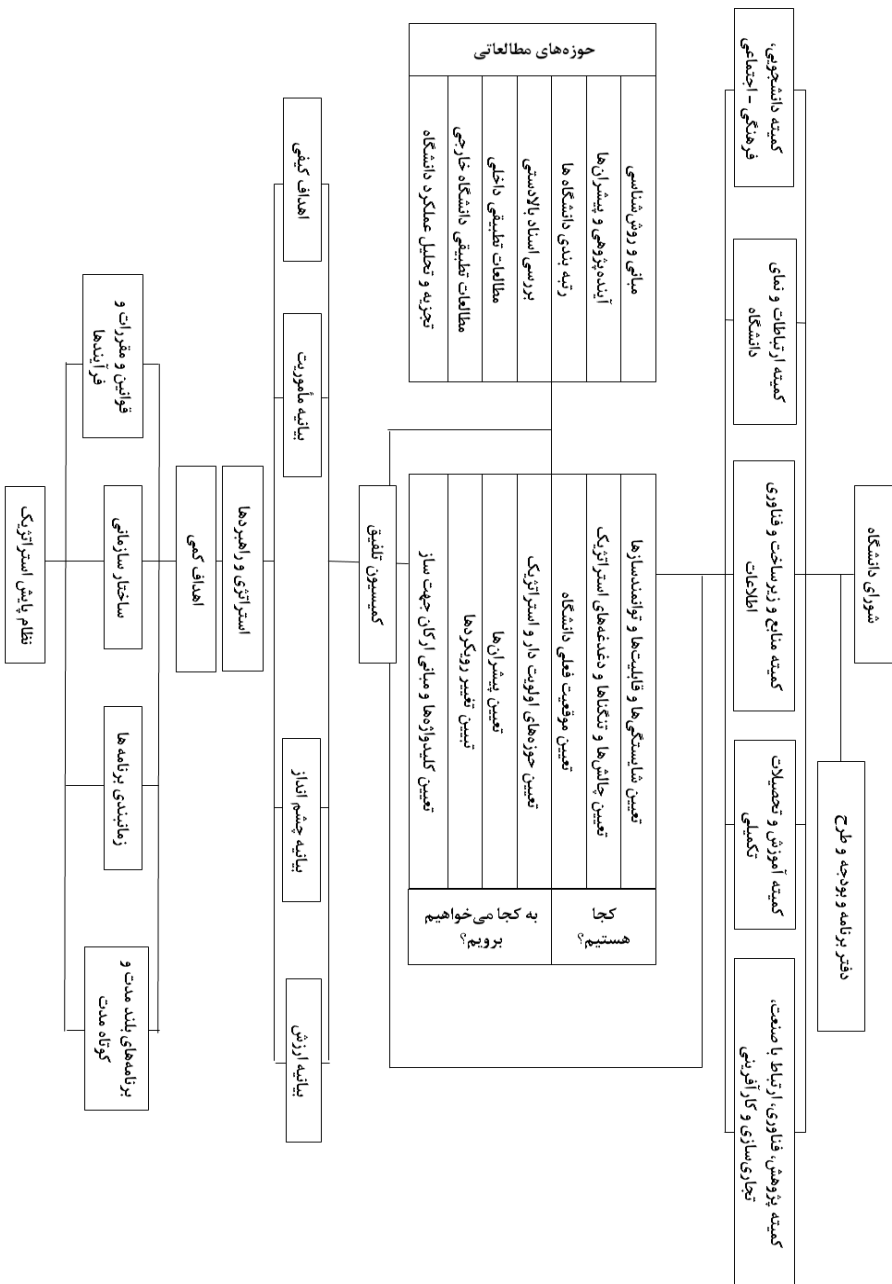 شورای دانشگاه
دفتر برنامه و بودجه و طرح
کمیته پژوهش، فناوری، ارتباط با صنعت،
تجاری‌سازی و کارآفرینی
کمیته آموزش و تحصیلات
تکمیلی
کمیته منابع و زیرساخت و فناوری
اطلاعات
کمیته ارتباطات و نمای
دانشگاه
کمیته دانشجویی،
فرهنگی - اجتماعی
کجا
هستیم؟
تعیین شایستگی‌ها و قابلیت‌ها و توانمندسازها
تعیین چالش‌ها و تنگناها و دغدغه‌های استراتژیک
تعیین موقعیت فعلی دانشگاه
به کجا می‌خواهیم
برویم؟
تعیین حوزه‌های اولویت دار و استراتژیک
تعیین پیشران‌ها
تبیین تغییر رویکردها
تعیین کلیدواژه‌ها و مبانی ارکان جهت ساز
حوزه‌های مطالعاتی
مبانی و روش‌شناسی
آینده‌پژوهی و پیشران‌ها
رتبه بندی دانشگاه ها
بررسی اسناد بالادستی
مطالعات تطبیقی داخلی
مطالعات تطبیقی دانشگاه خارجی
تجزیه و تحلیل عملکرد دانشگاه
کمیسیون تلفیق
بیانیه ارزش
بیانیه چشم انداز
بیانیه مأموریت
اهداف کیفی
استراتژی و راهبردها
اهداف کمی
برنامه‌های بلند مدت و
کوتاه مدت
زمانبندی برنامه ها
ساختار سازمانی
قوانین و مقررات و
فرآیندها
نظام پایش استراتژیک